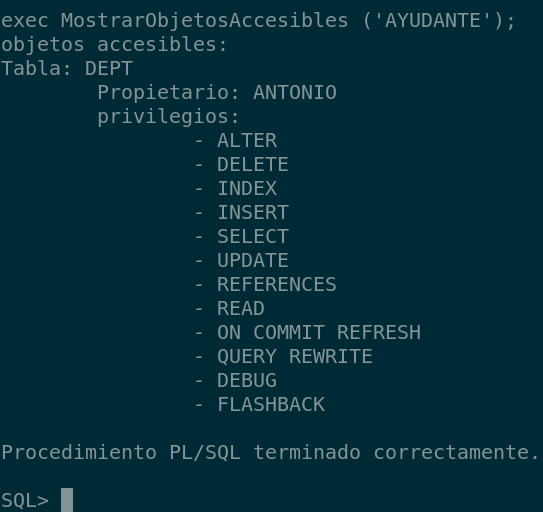 exec MostrarObjetosAccesibles ('AYUDANTE');
objetos accesibles:
Tabla: DEPT
Propietario: ANTONIO
privilegios:
- ALTER
- DELETE
- INDEX
- INSERT
- SELECT
- UPDATE
- REFERENCES
- READ
- ON COMMIT REFRESH
- QUERY REWRITE
- DEBUG
- FLASHBACK
Procedimiento PL/SQL terminado correctamente.
SQL>